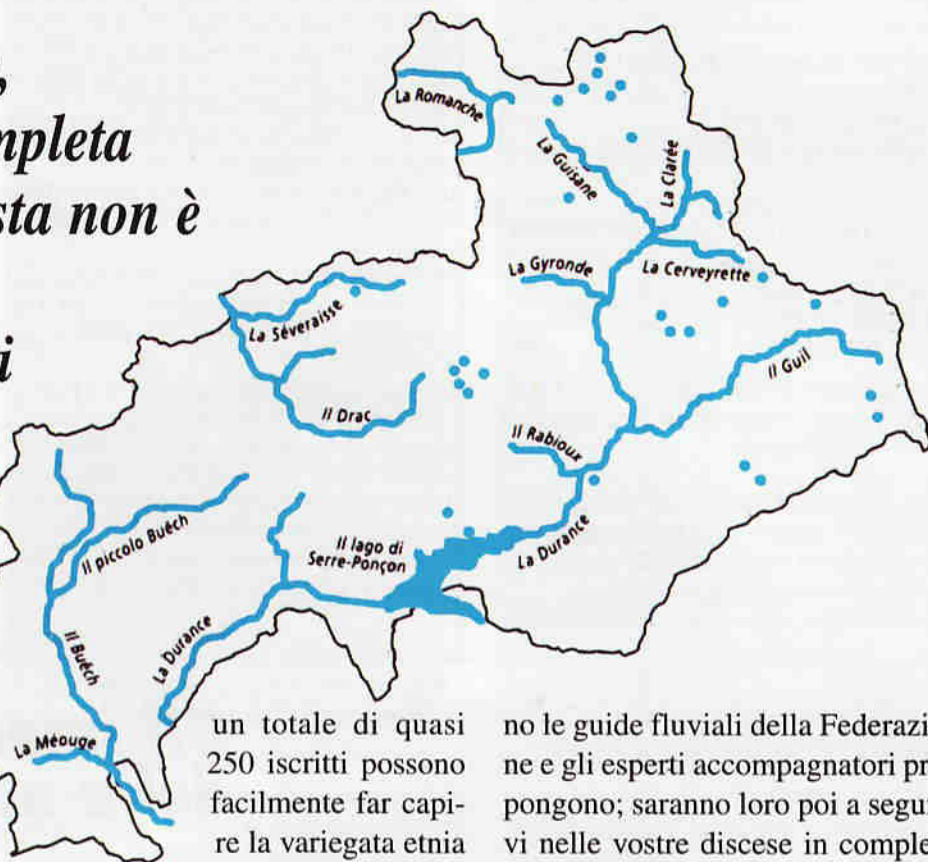 ,
mpleta
sta non è
i
La Romanche
La Guisane
La Clarée
La Gyronde
La Cerveyrette
La Séveraisse
Il Guil
Il Drac
Il Rabioux
Il piccolo Buëch
Il lago di
Serre-Ponçon
La Durance
La Durance
Il Buëch
La Méouge
un totale di quasi
250 iscritti possono
facilmente far capi-
re la variegata etnia
no le guide fluviali della Federazi
ne e gli esperti accompagnatori pr
pongono; saranno loro poi a segui
vi nelle vostre discese in comple